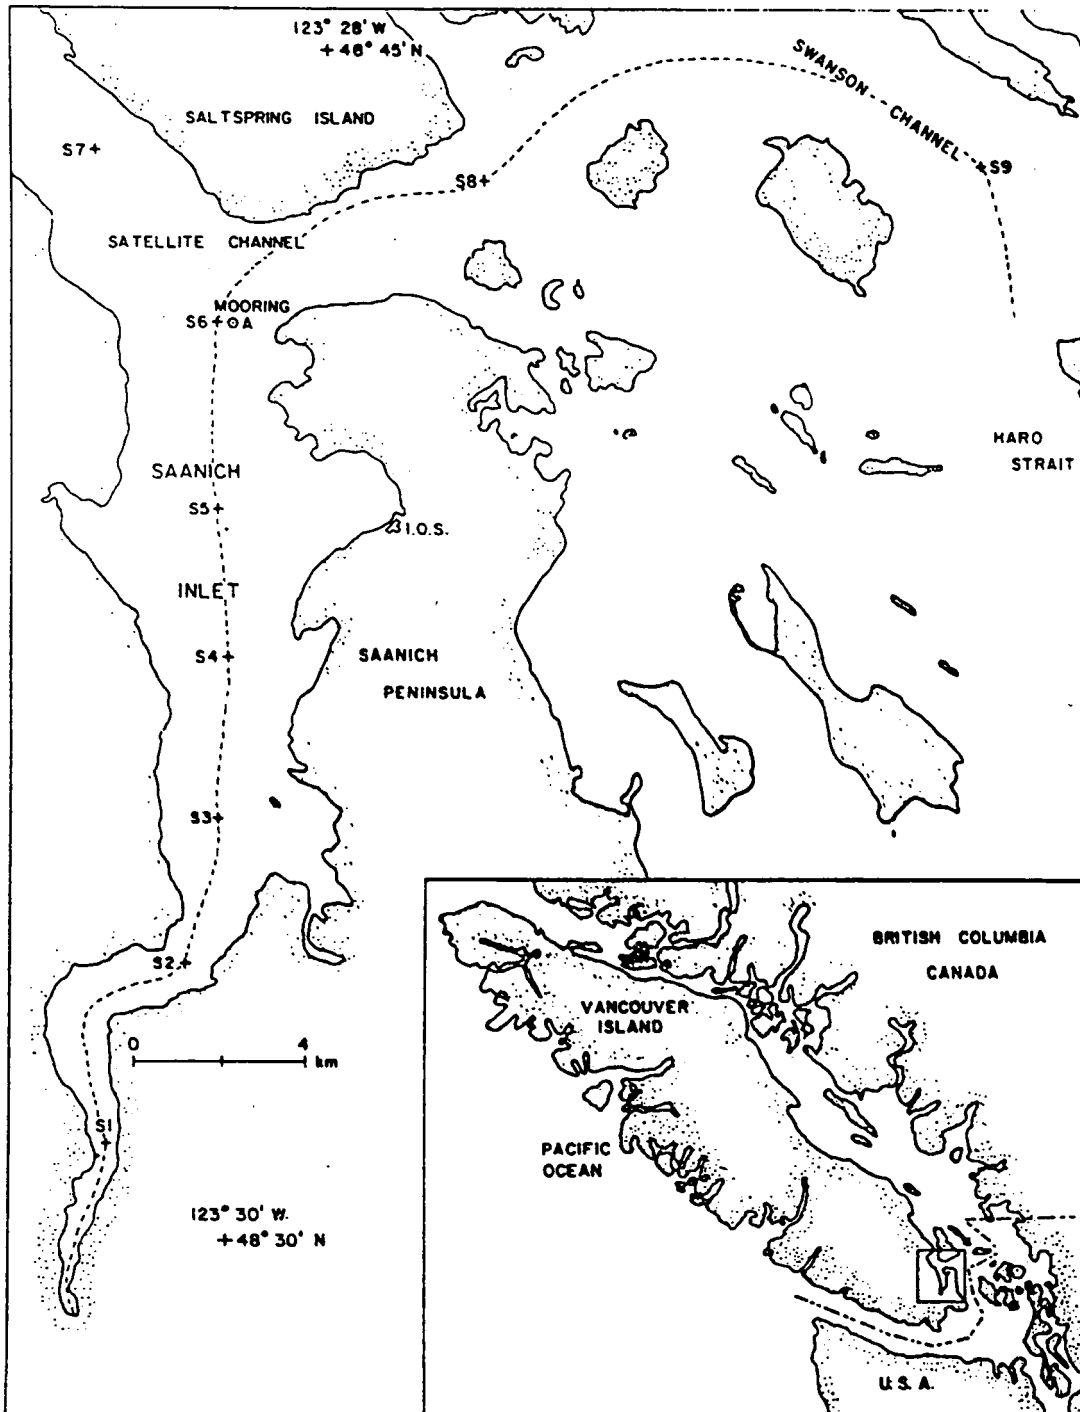 123° 28' W
+ 48° 45' N
SWANSON CHANNEL
SALTSPRING ISLAND
S7+
S8+
+S9
SATELLITE CHANNEL
MOORING
S6+⊙A
HARO
STRAIT
SAANICH
S5+
I.O.S.
INLET
S4+
SAANICH
PENINSULA
S3+
S2+
0 4
km
S1
+
123° 30' W.
+48° 30' N
BRITISH COLUMBIA
CANADA
VANCOUVER
ISLAND
PACIFIC
OCEAN
U.S.A.